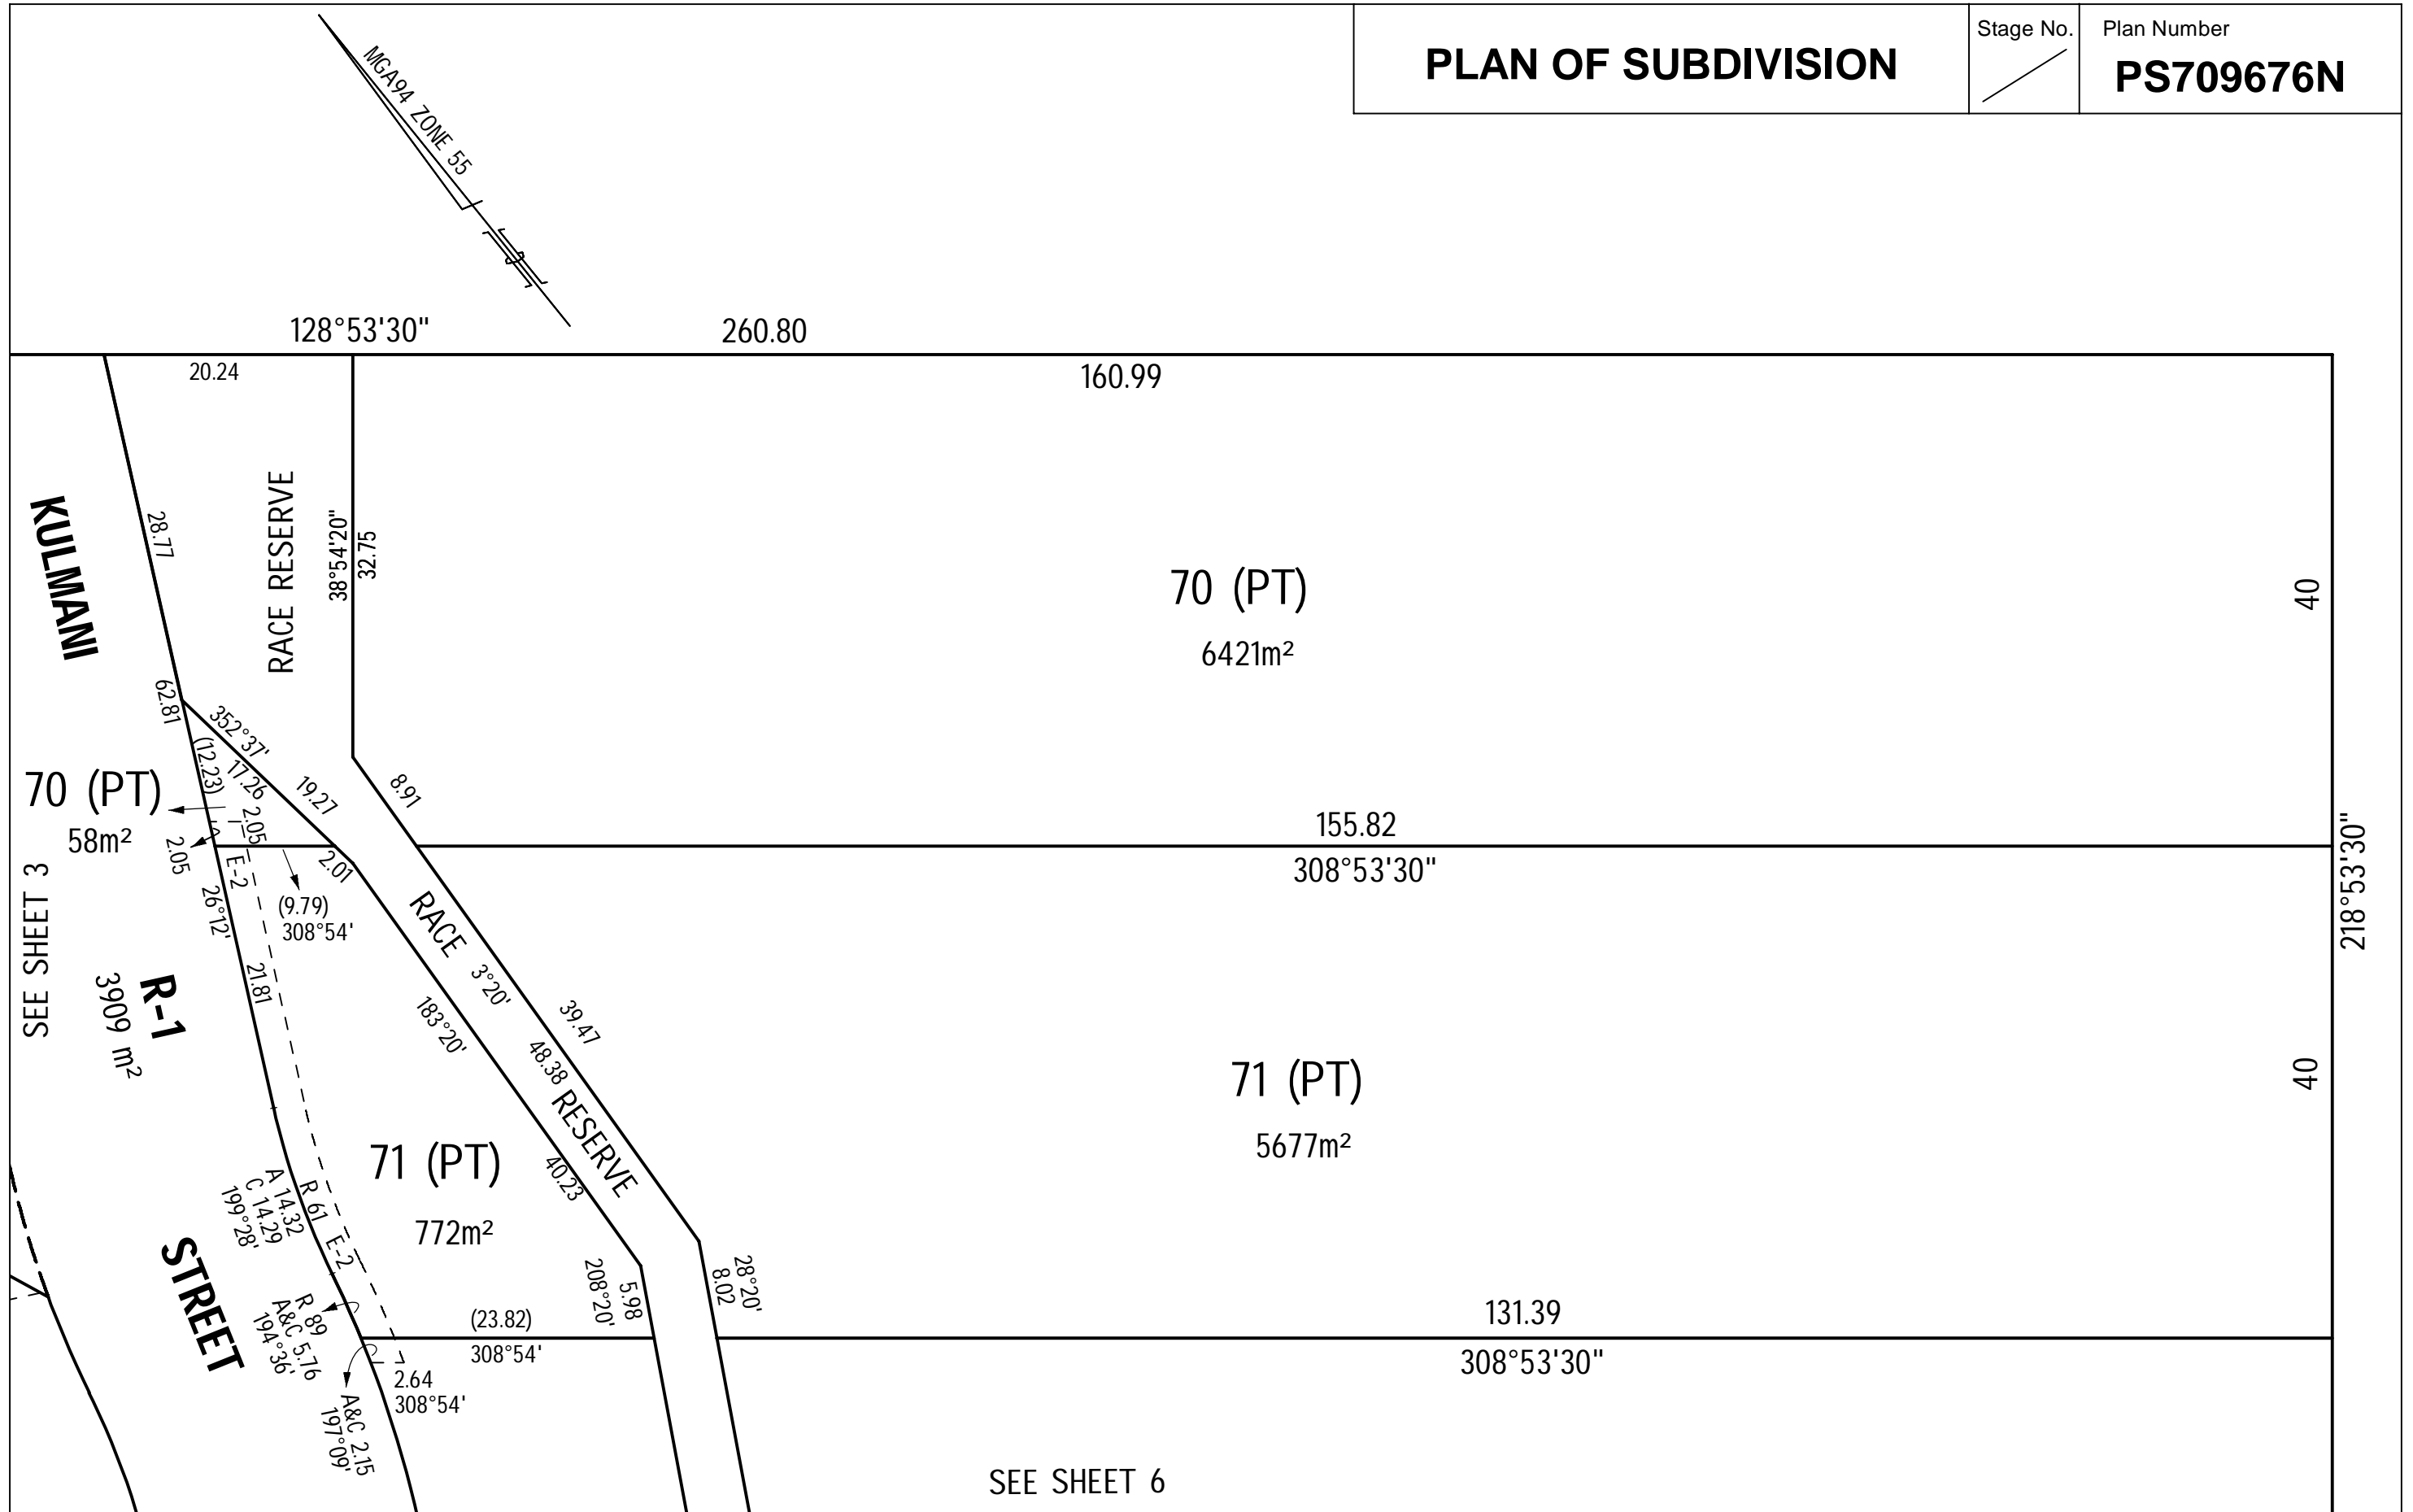 PLAN OF SUBDIVISION
Stage No.
Plan Number
PS709676N
MGA94 ZONE 55
128°53'30"
260.80
20.24
160.99
KULMANI
28.77
RACE RESERVE
38°54'20"
32.75
70 (PT)
6421m²
40
62.81
352°37'
(12.23)
17.26
19.27
8.91
70 (PT)
58m²
2.05
2.05
E-2
2.01
(9.79)
308°54'
155.82
308°53'30"
218°53'30"
SEE SHEET 3
26°12'
21.81
R-1
3909 m²
RACE
3°20'
183°20'
39.47
48.38
RESERVE
40.23
71 (PT)
5677m²
40
71 (PT)
772m²
A 14.32
C 14.29
199°28'
R 61
E-2
STREET
208°20'
5.98
28°20'
8.02
R 89
A&C 5.76
194°36'
(23.82)
308°54'
131.39
308°53'30"
2.64
308°54'
A&C 2.15
197°09'
SEE SHEET 6